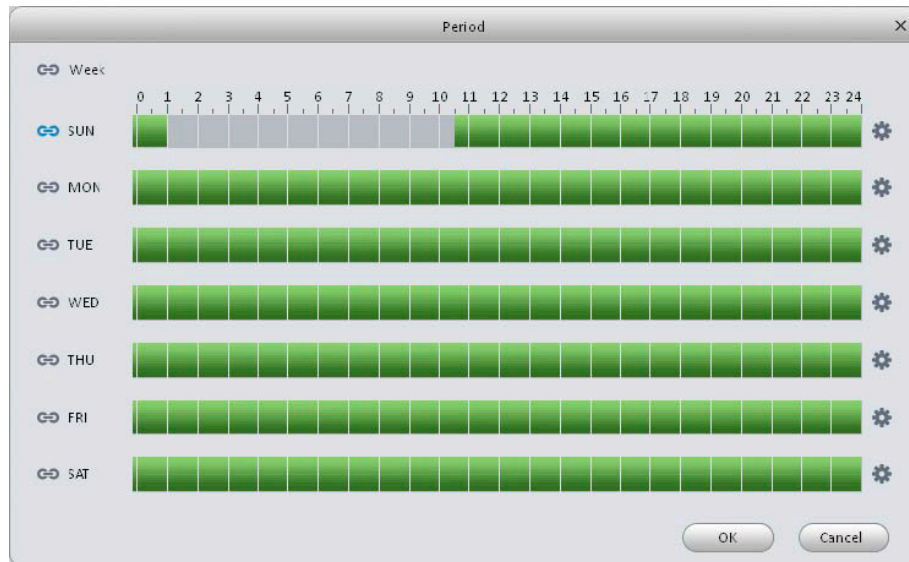 Period
Week
0 1 2 3 4 5 6 7 8 9 10 11 12 13 14 15 16 17 18 19 20 21 22 23 24
SUN
MON
TUE
WED
THU
FRI
SAT
OK Cancel